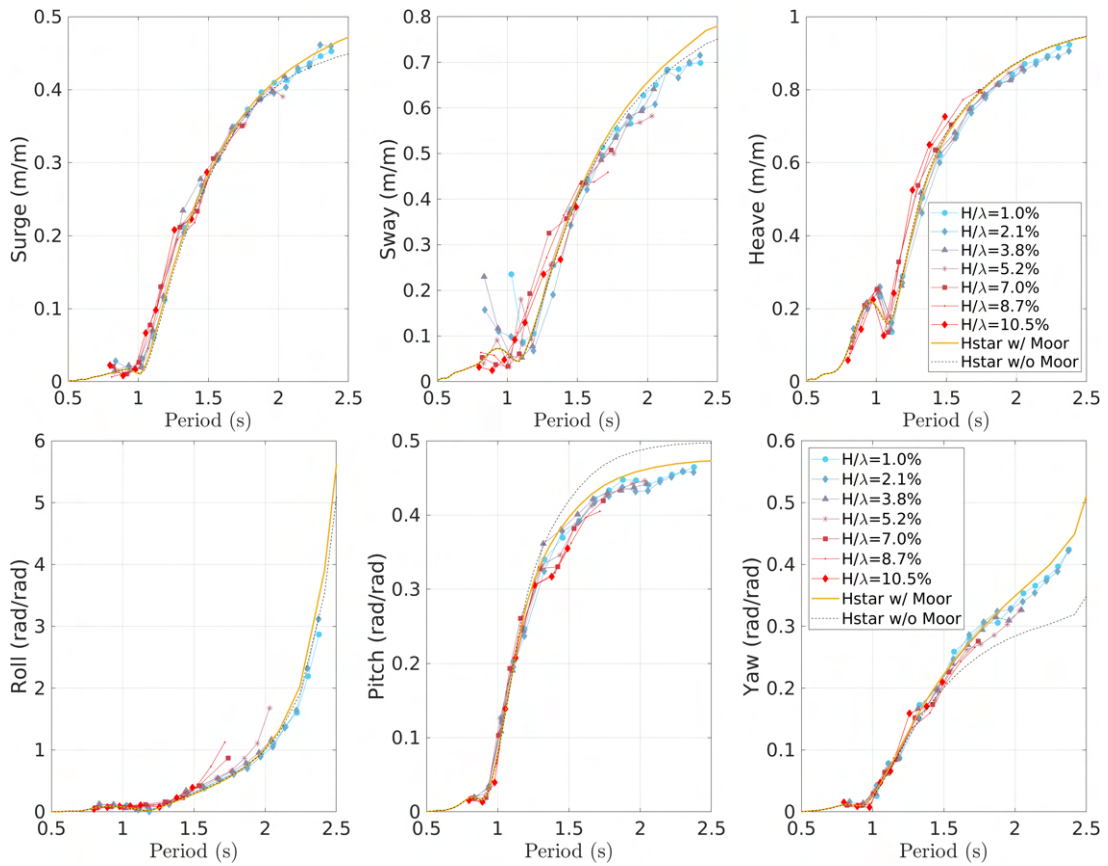 0.5
0.4
0.3
0.2
0.1
0
Surge (m/m)
0.5 1 1.5 2 2.5
Period (s)
0.8
0.7
0.6
0.5
0.4
0.3
0.2
0.1
0
Sway (m/m)
0.5 1 1.5 2 2.5
Period (s)
1
0.8
0.6
0.4
0.2
0
Heave (m/m)
H/λ=1.0%
H/λ=2.1%
H/λ=3.8%
H/λ=5.2%
H/λ=7.0%
H/λ=8.7%
H/λ=10.5%
Hstar w/ Moor
Hstar w/o Moor
0.5 1 1.5 2 2.5
Period (s)
6
5
4
3
2
1
0
Roll (rad/rad)
0.5 1 1.5 2 2.5
Period (s)
0.5
0.4
0.3
0.2
0.1
0
Pitch (rad/rad)
0.5 1 1.5 2 2.5
Period (s)
0.6
0.5
0.4
0.3
0.2
0.1
0
Yaw (rad/rad)
H/λ=1.0%
H/λ=2.1%
H/λ=3.8%
H/λ=5.2%
H/λ=7.0%
H/λ=8.7%
H/λ=10.5%
Hstar w/ Moor
Hstar w/o Moor
0.5 1 1.5 2 2.5
Period (s)